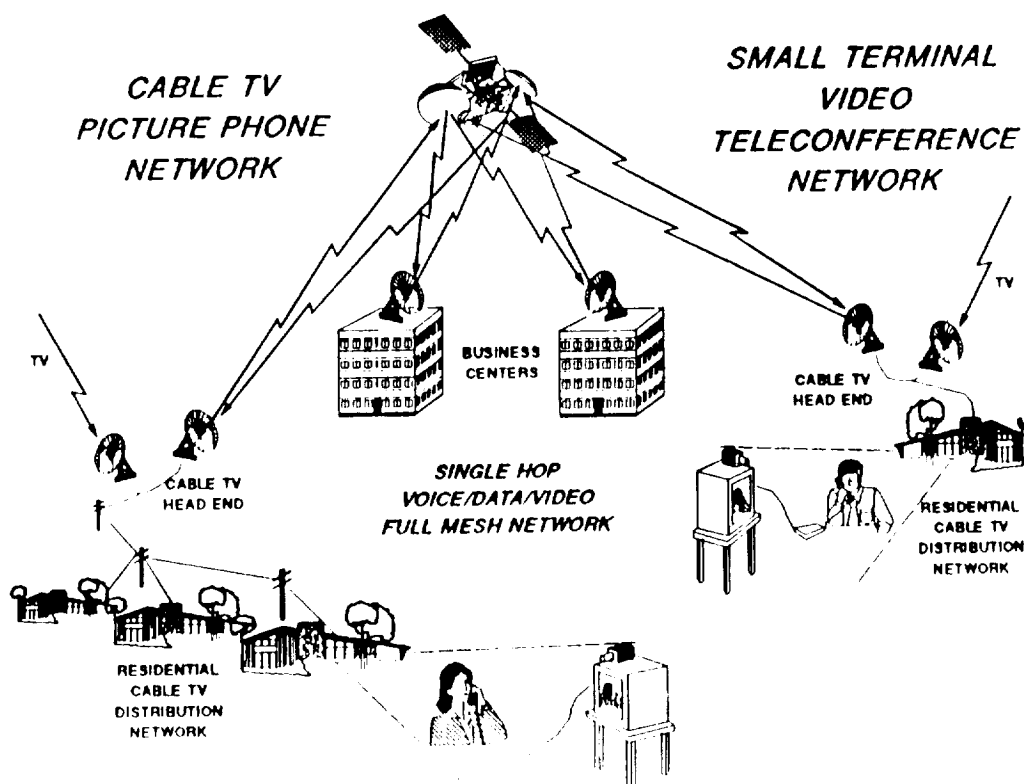 CABLE TV
PICTURE PHONE
NETWORK
SMALL TERMINAL
VIDEO
TELECONFFERENCE
NETWORK
TV
TV
BUSINESS
CENTERS
CABLE TV
HEAD END
CABLE TV
HEAD END
SINGLE HOP
VOICE/DATA/VIDEO
FULL MESH NETWORK
RESIDENTIAL
CABLE TV
DISTRIBUTION
NETWORK
RESIDENTIAL
CABLE TV
DISTRIBUTION
NETWORK